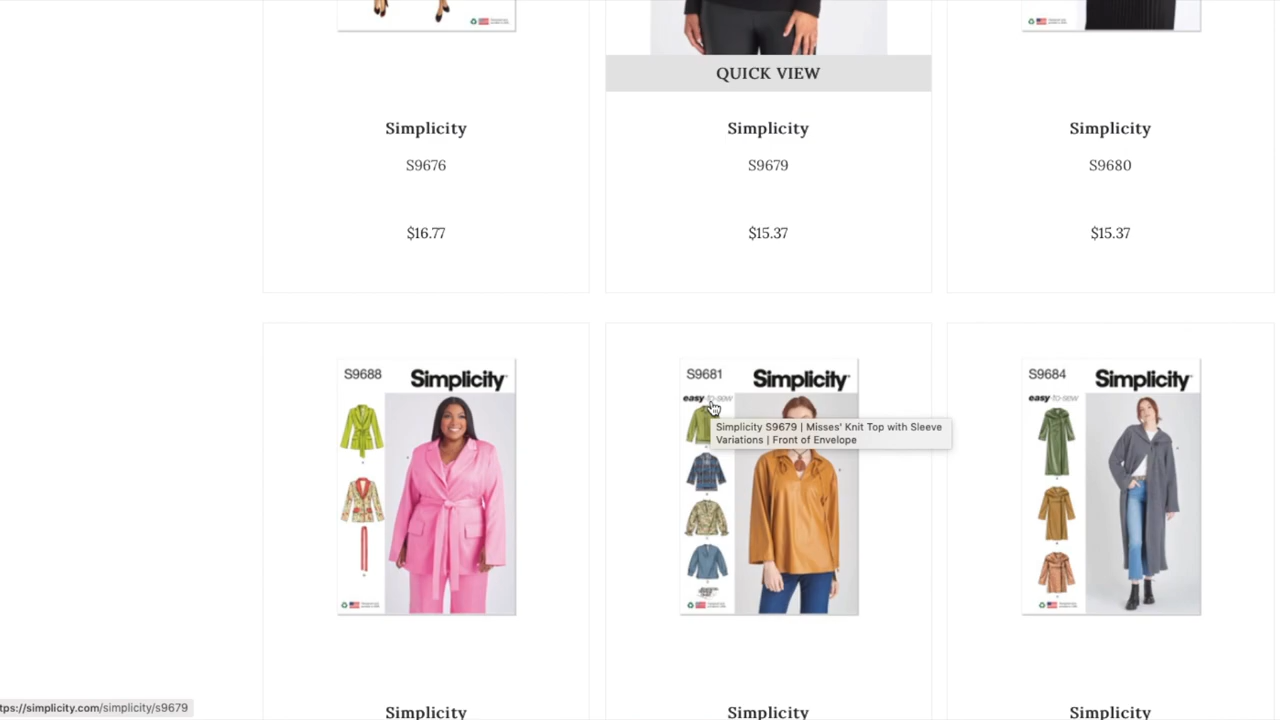 QUICK VIEW
Simplicity
S9676
$16.77
Simplicity
S9679
$15.37
Simplicity
S9680
$15.37
S9688
Simplicity
S9681
Simplicity
easy-to-sew
Simplicity S9679 | Misses' Knit Top with Sleeve
Variations | Front of Envelope
S9684
Simplicity
easy-to-sew
Simplicity
Simplicity
Simplicity
tps://simplicity.com/simplicity/s9679